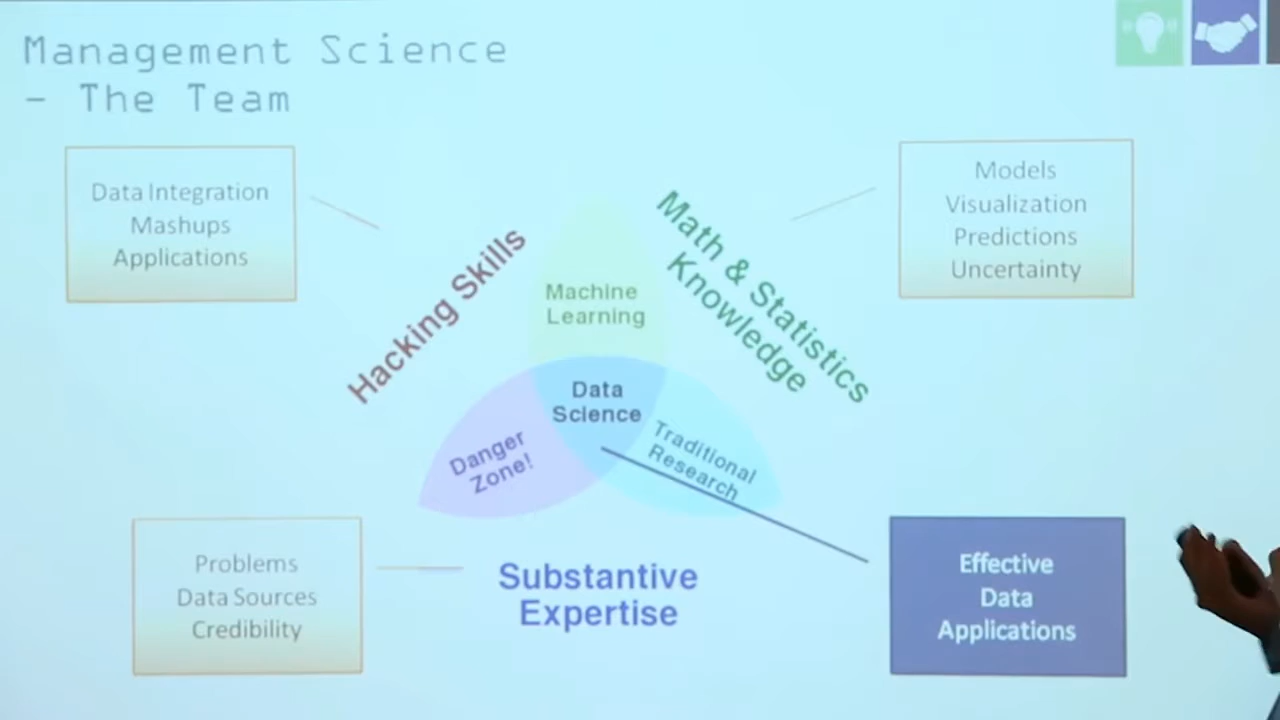 Management Science
- The Team
Data Integration
Mashups
Applications
Models
Visualization
Predictions
Uncertainty
Hacking Skills
Math & Statistics
Knowledge
Machine
Learning
Data
Science
Danger
Zone!
Traditional
Research
Substantive
Expertise
Problems
Data Sources
Credibility
Effective
Data
Applications